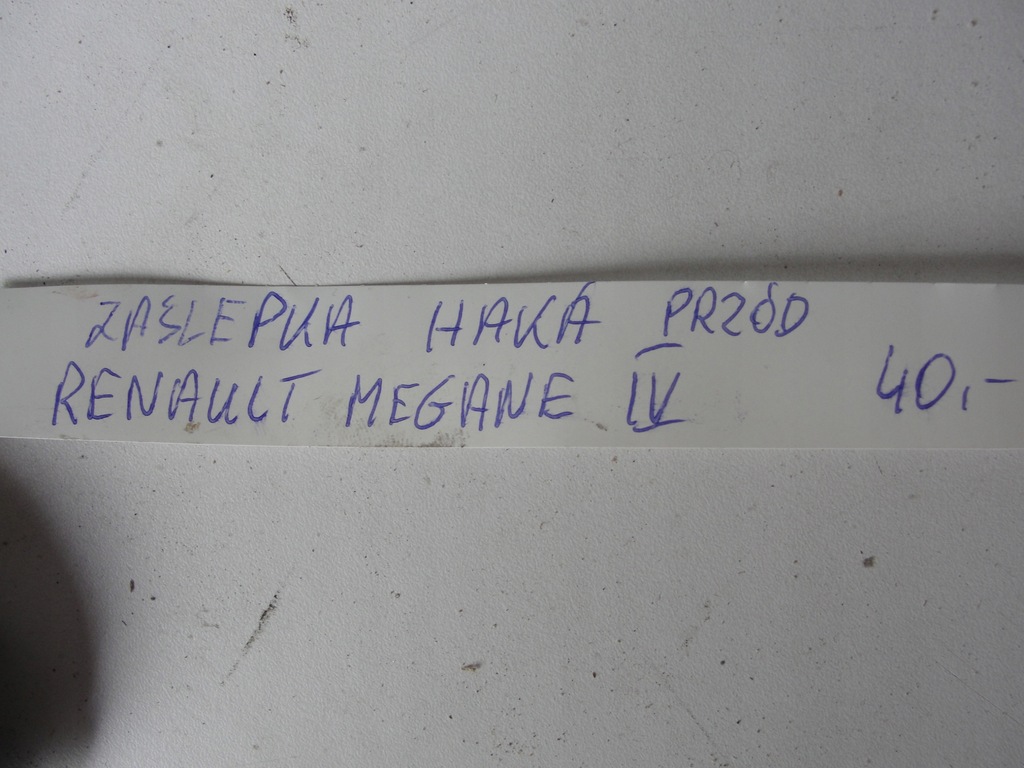 ZAŚLEPKA HAKA PRZÓD
RENAULT MEGANE IV 40,-